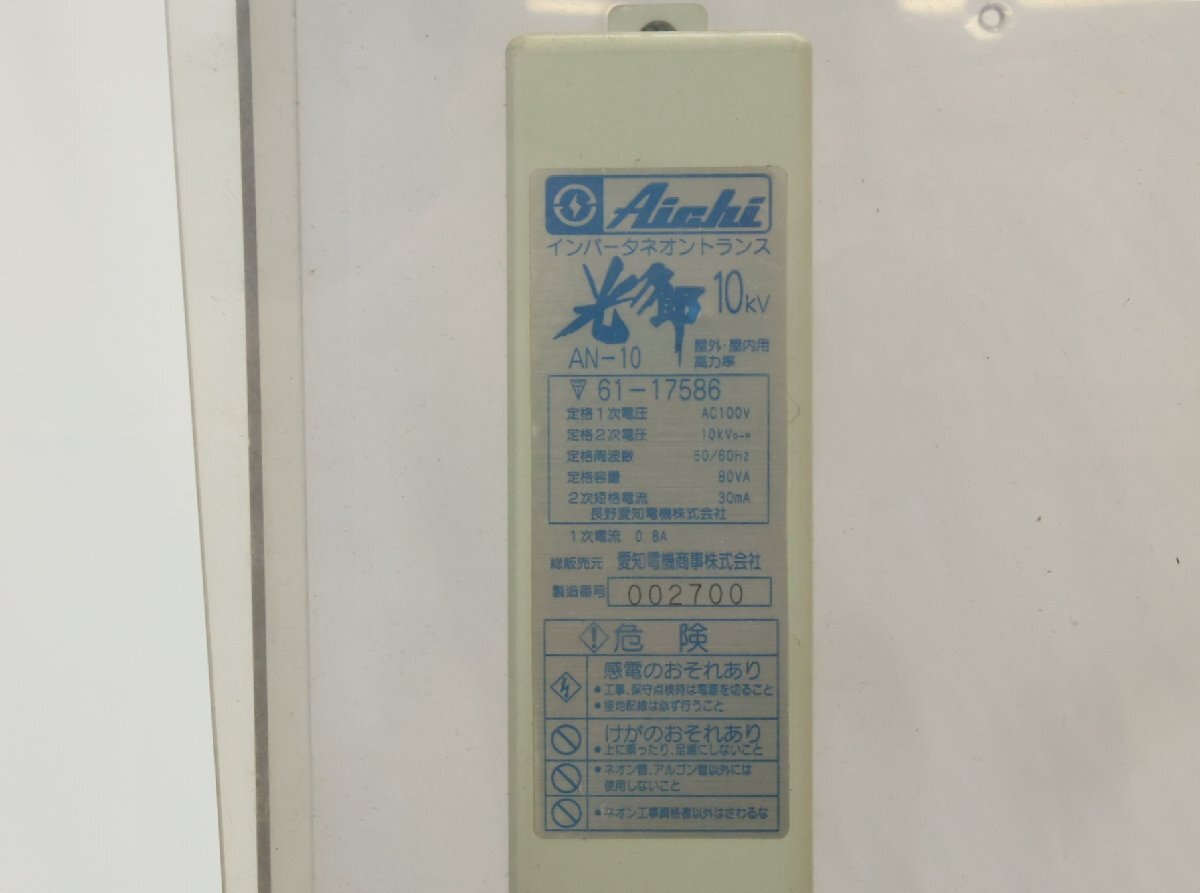 Aichi
インバータネオントランス
光多郎 10kV
AN-10 屋外・屋内用
高力率
61-17586
定格1次電圧 AC100V
定格2次電圧 10kV0-P
定格周波数 50/60Hz
定格容量 80VA
2次短絡電流 30mA
長野愛知電機株式会社
1次電流 0.8A
総販売元 愛知電機商事株式会社
製造番号 002700
危 険
感電のおそれあり
•工事、保守点検時は電源を切ること
•接地配線は必ず行うこと
けがのおそれあり
•上に乗ったり、足場にしないこと
•ネオン管、アルゴン管以外には
使用しないこと
•ネオン工事資格者以外はさわるな